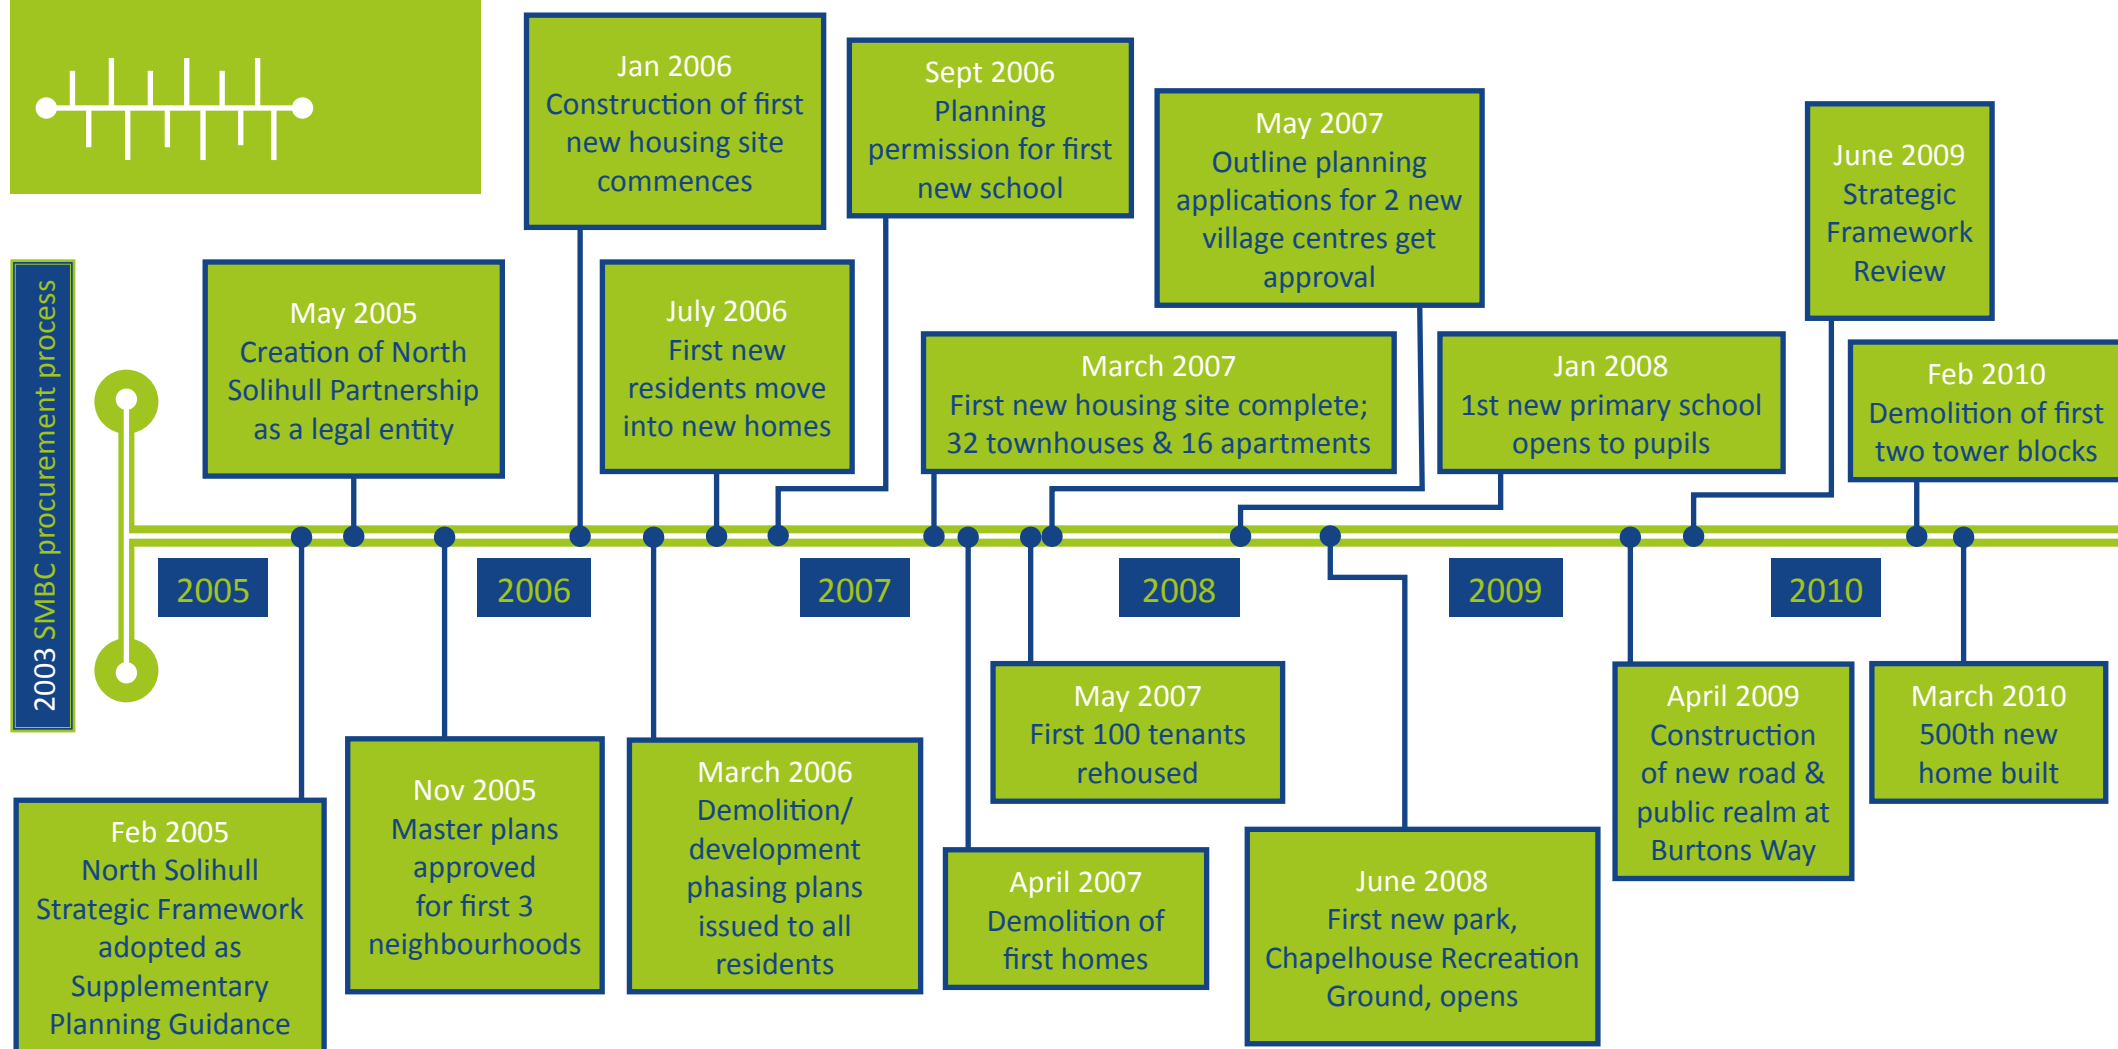 2003 SMBC procurement process
Feb 2005
North Solihull
Strategic Framework
adopted as
Supplementary
Planning Guidance
May 2005
Creation of North
Solihull Partnership
as a legal entity
Nov 2005
Master plans
approved
for first 3
neighbourhoods
Jan 2006
Construction of first
new housing site
commences
March 2006
Demolition/
development
phasing plans
issued to all
residents
July 2006
First new
residents move
into new homes
Sept 2006
Planning
permission for first
new school
March 2007
First new housing site complete;
32 townhouses & 16 apartments
April 2007
Demolition of
first homes
May 2007
First 100 tenants
rehoused
May 2007
Outline planning
applications for 2 new
village centres get
approval
Jan 2008
1st new primary school
opens to pupils
June 2008
First new park,
Chapelhouse Recreation
Ground, opens
April 2009
Construction
of new road &
public realm at
Burtons Way
June 2009
Strategic
Framework
Review
Feb 2010
Demolition of first
two tower blocks
March 2010
500th new
home built
2005
2006
2007
2008
2009
2010